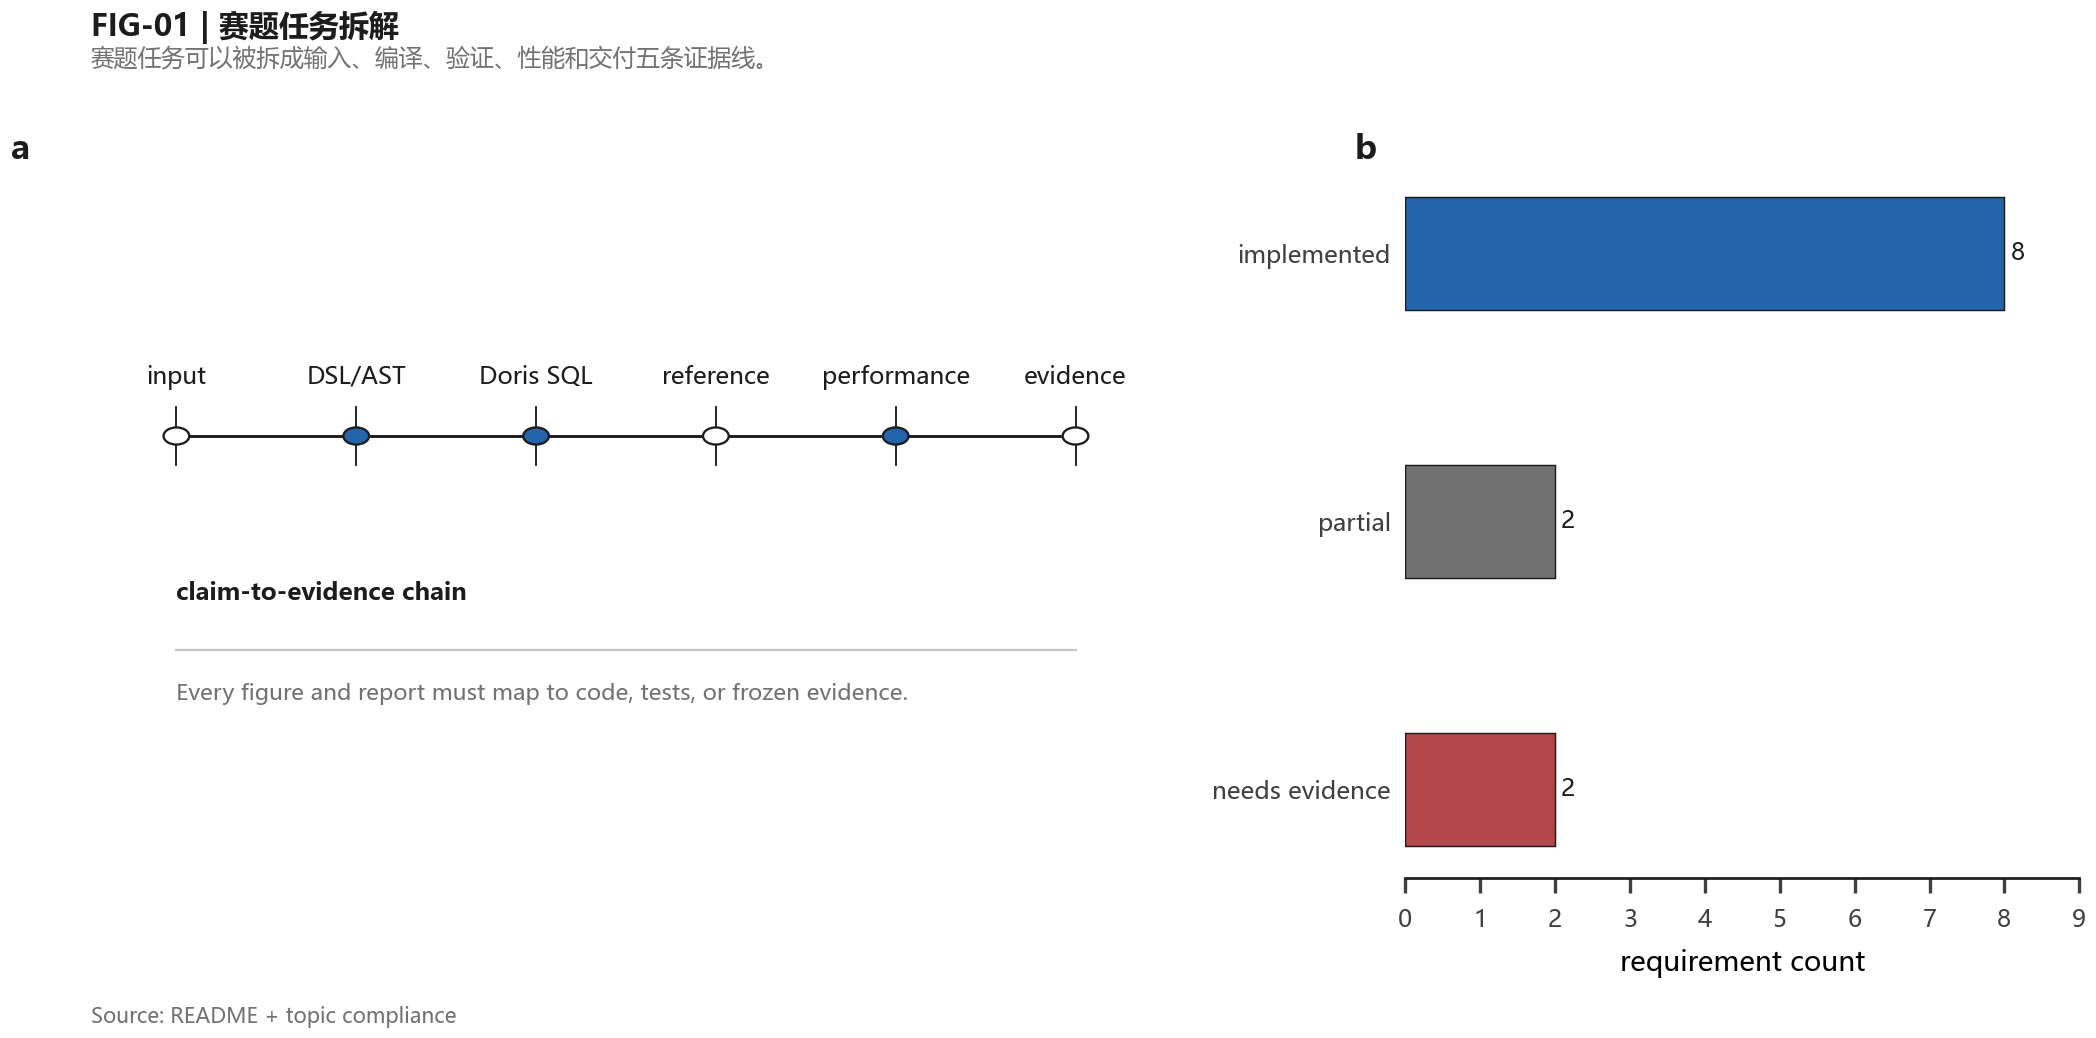 FIG-01 | 赛题任务拆解
赛题任务可以被拆成输入、编译、验证、性能和交付五条证据线。
a
input DSL/AST Doris SQL reference performance evidence
claim-to-evidence chain
Every figure and report must map to code, tests, or frozen evidence.
b
implemented 8
partial 2
needs evidence 2
0 1 2 3 4 5 6 7 8 9
requirement count
Source: README + topic compliance